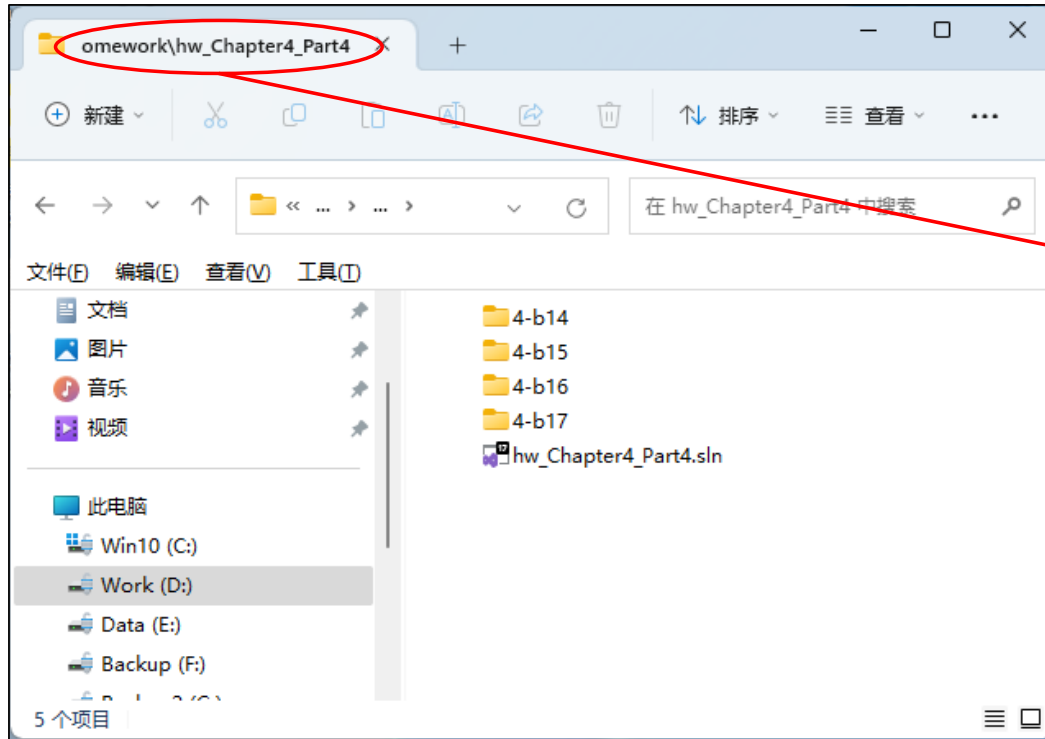 omework\hw_Chapter4_Part4
新建 排序 查看 ...
« ... › ... › 在 hw_Chapter4_Part4 中搜索
文件(F) 编辑(E) 查看(V) 工具(T)
文档
图片
音乐
视频
此电脑
Win10 (C:)
Work (D:)
Data (E:)
Backup (F:)
4-b14
4-b15
4-b16
4-b17
hw_Chapter4_Part4.sln
5 个项目